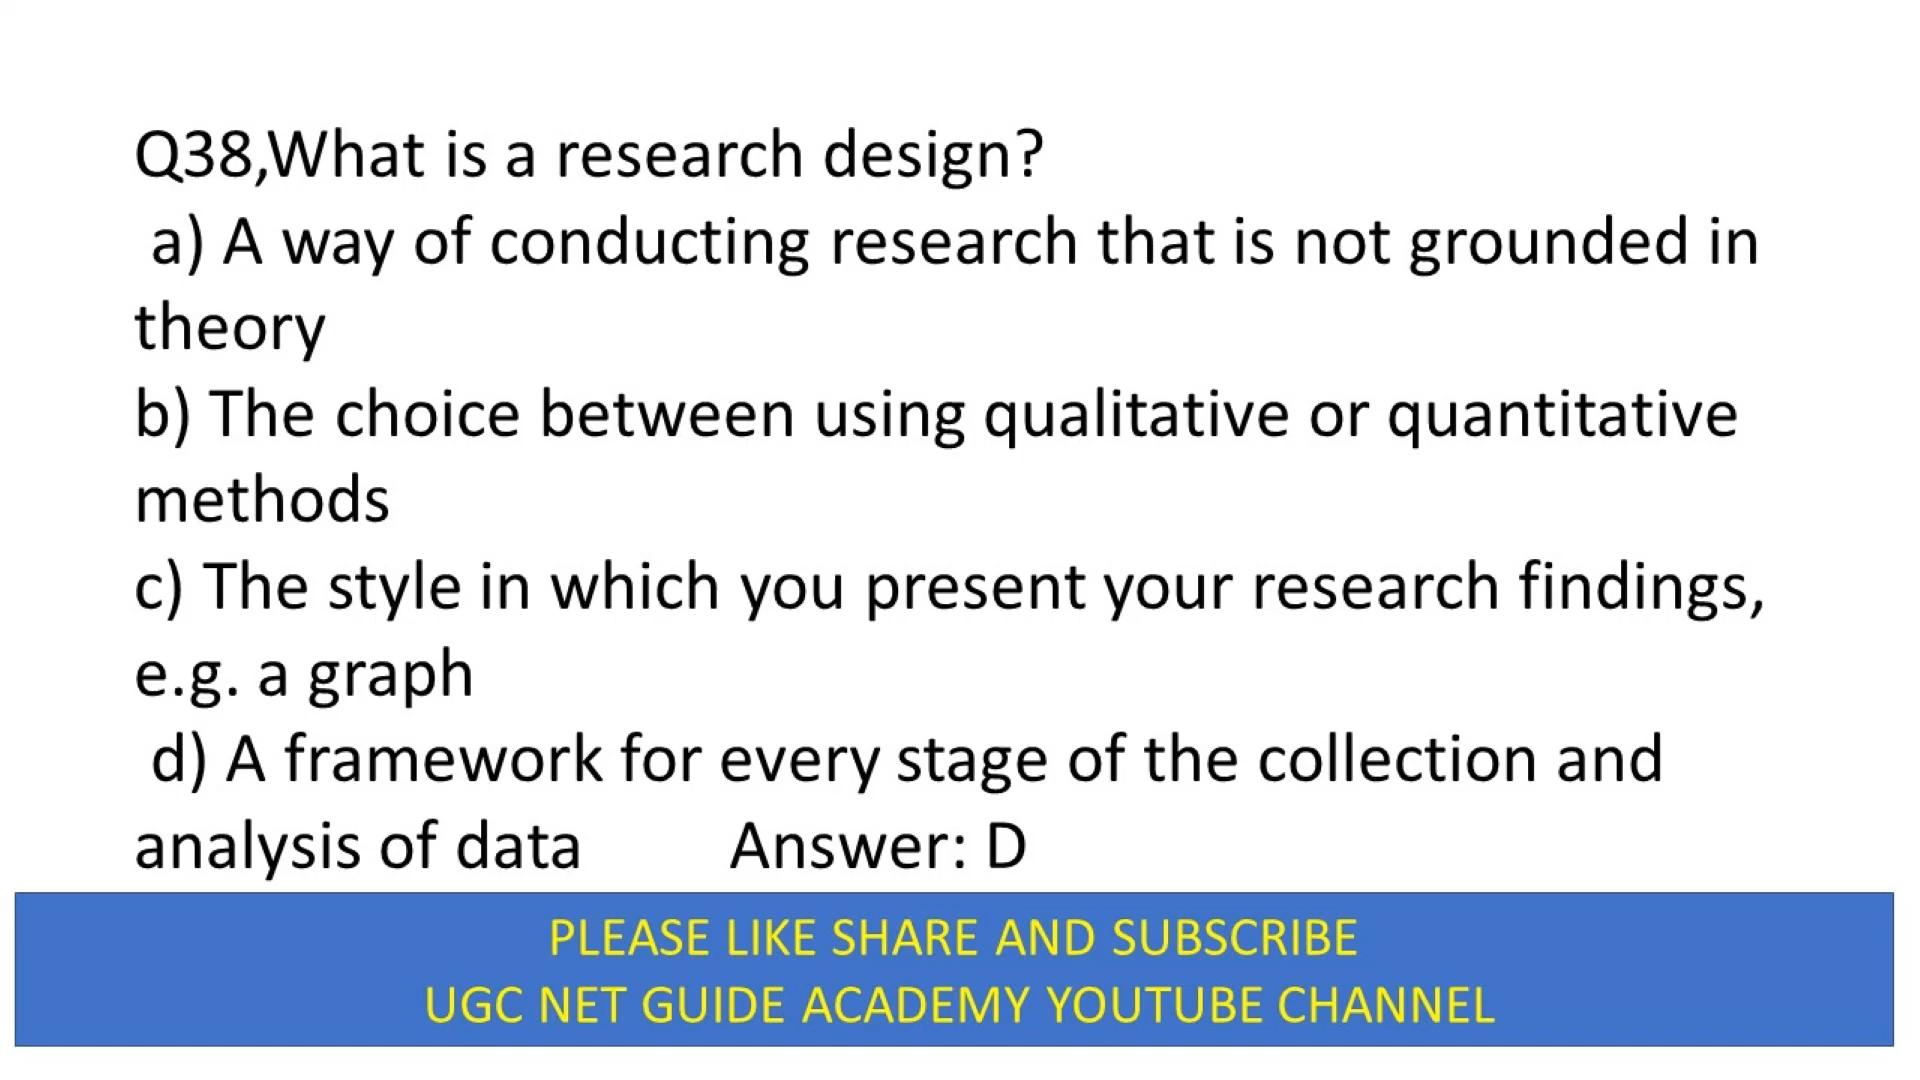 Q38,What is a research design?
a) A way of conducting research that is not grounded in
theory
b) The choice between using qualitative or quantitative
methods
c) The style in which you present your research findings,
e.g. a graph
d) A framework for every stage of the collection and
analysis of data Answer: D
PLEASE LIKE SHARE AND SUBSCRIBE
UGC NET GUIDE ACADEMY YOUTUBE CHANNEL